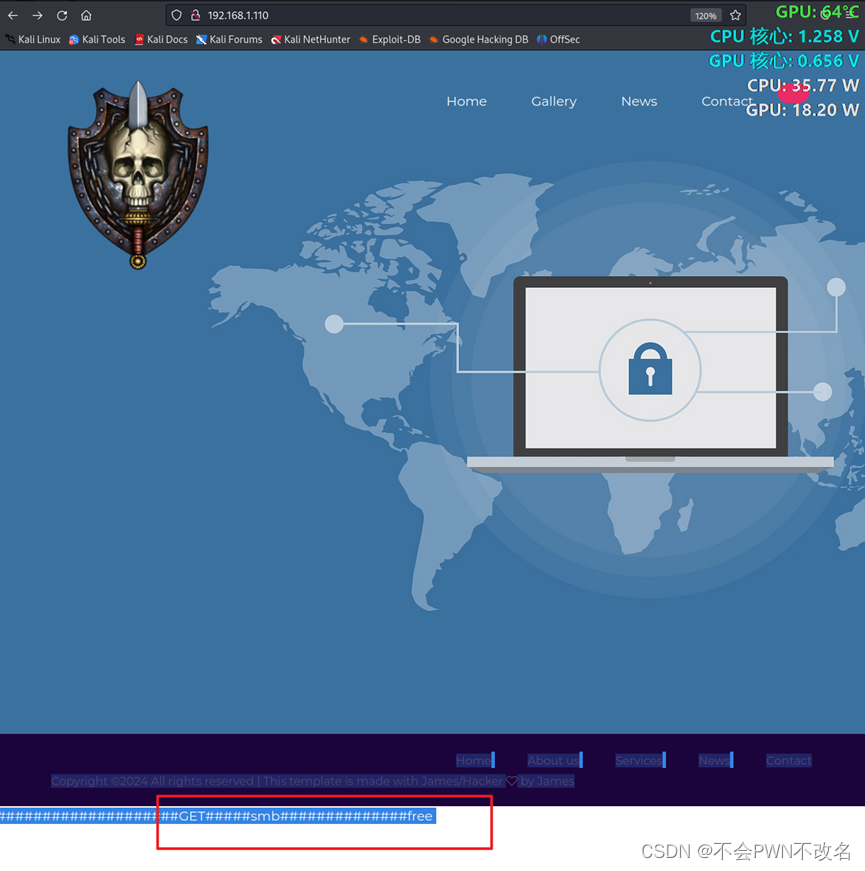 192.168.1.110
120%
GPU: 64℃
Kali Linux Kali Tools Kali Docs Kali Forums Kali NetHunter Exploit-DB Google Hacking DB OffSec
CPU 核心: 1.258 V
GPU 核心: 0.656 V
CPU: 35.77 W
GPU: 18.20 W
Home Gallery News Contact
Home About us Services News Contact
Copyright ©2024 All rights reserved | This template is made with James/Hacker ♡ by James
####################GET#####smb##############free
CSDN @不会PWN不改名